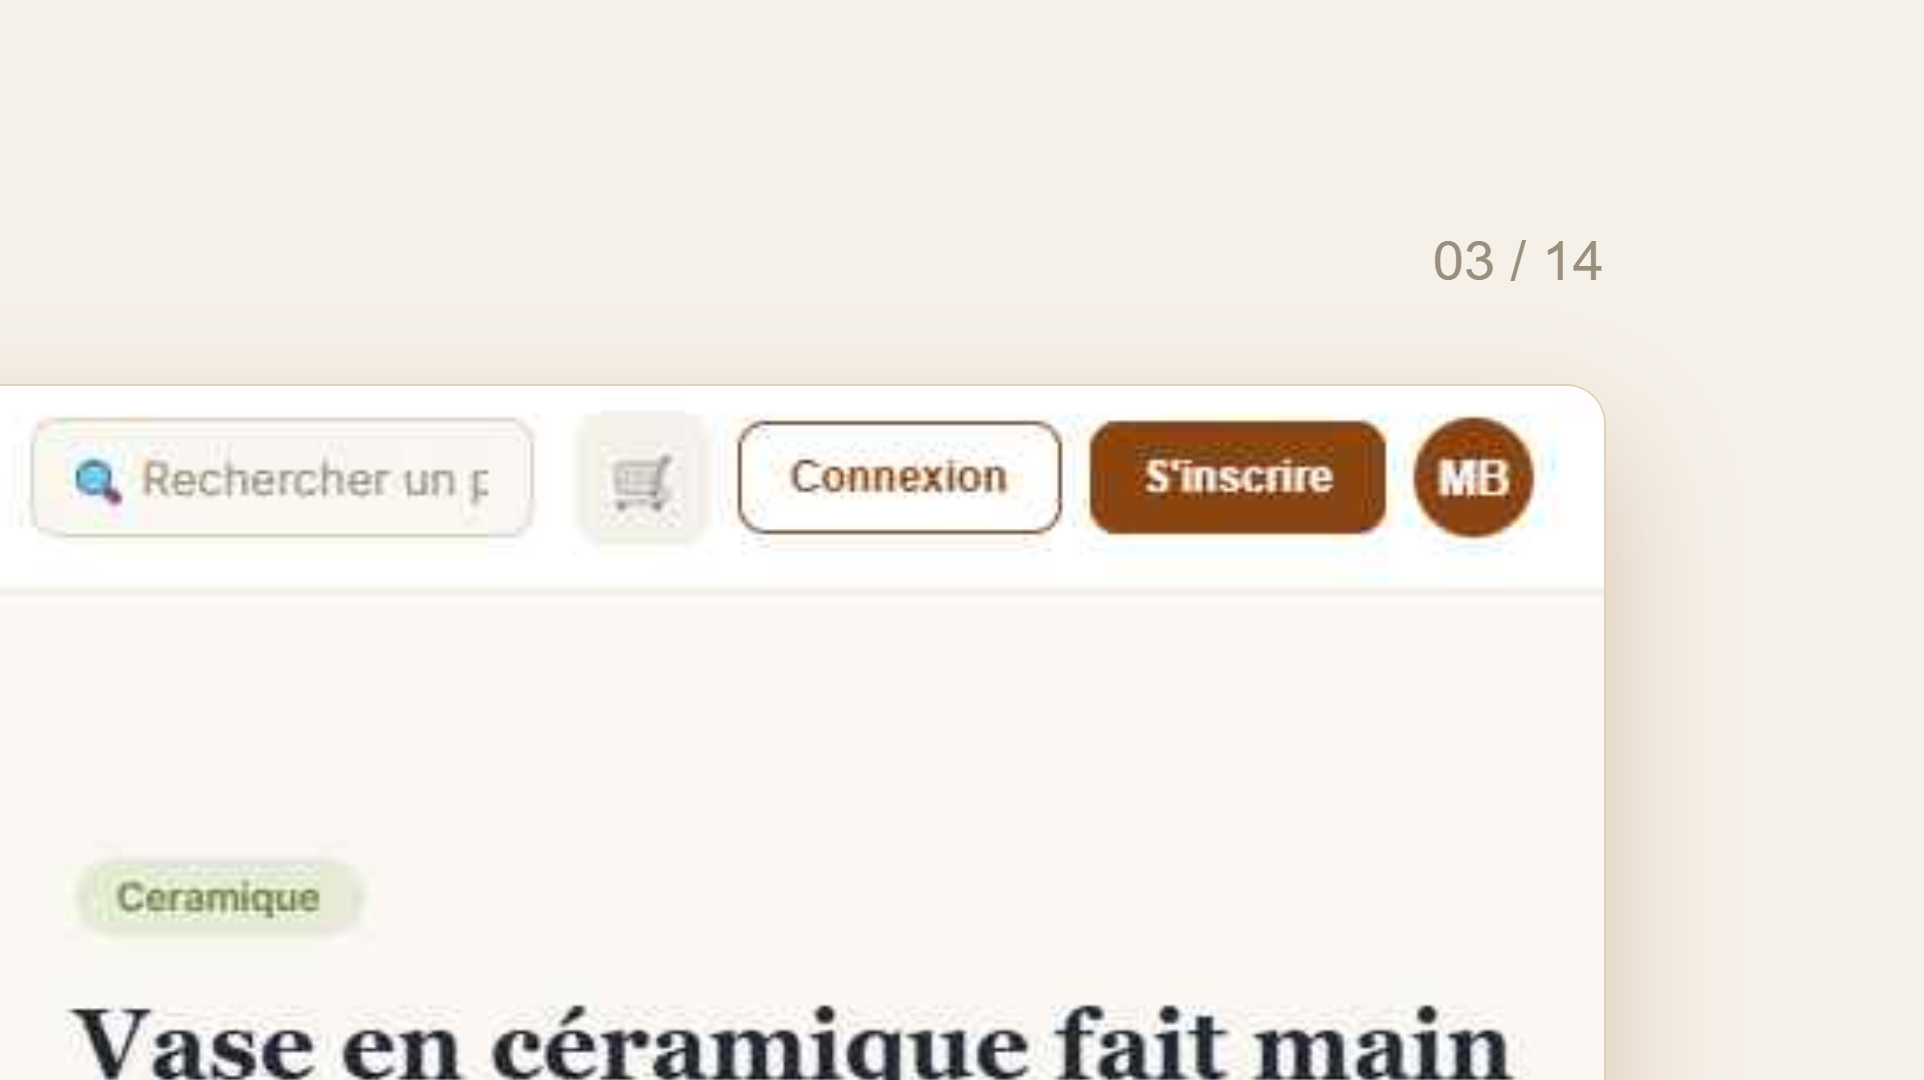 03 / 14
Rechercher un p
Connexion
S'inscrire
MB
Ceramique
Vase en céramique fait main